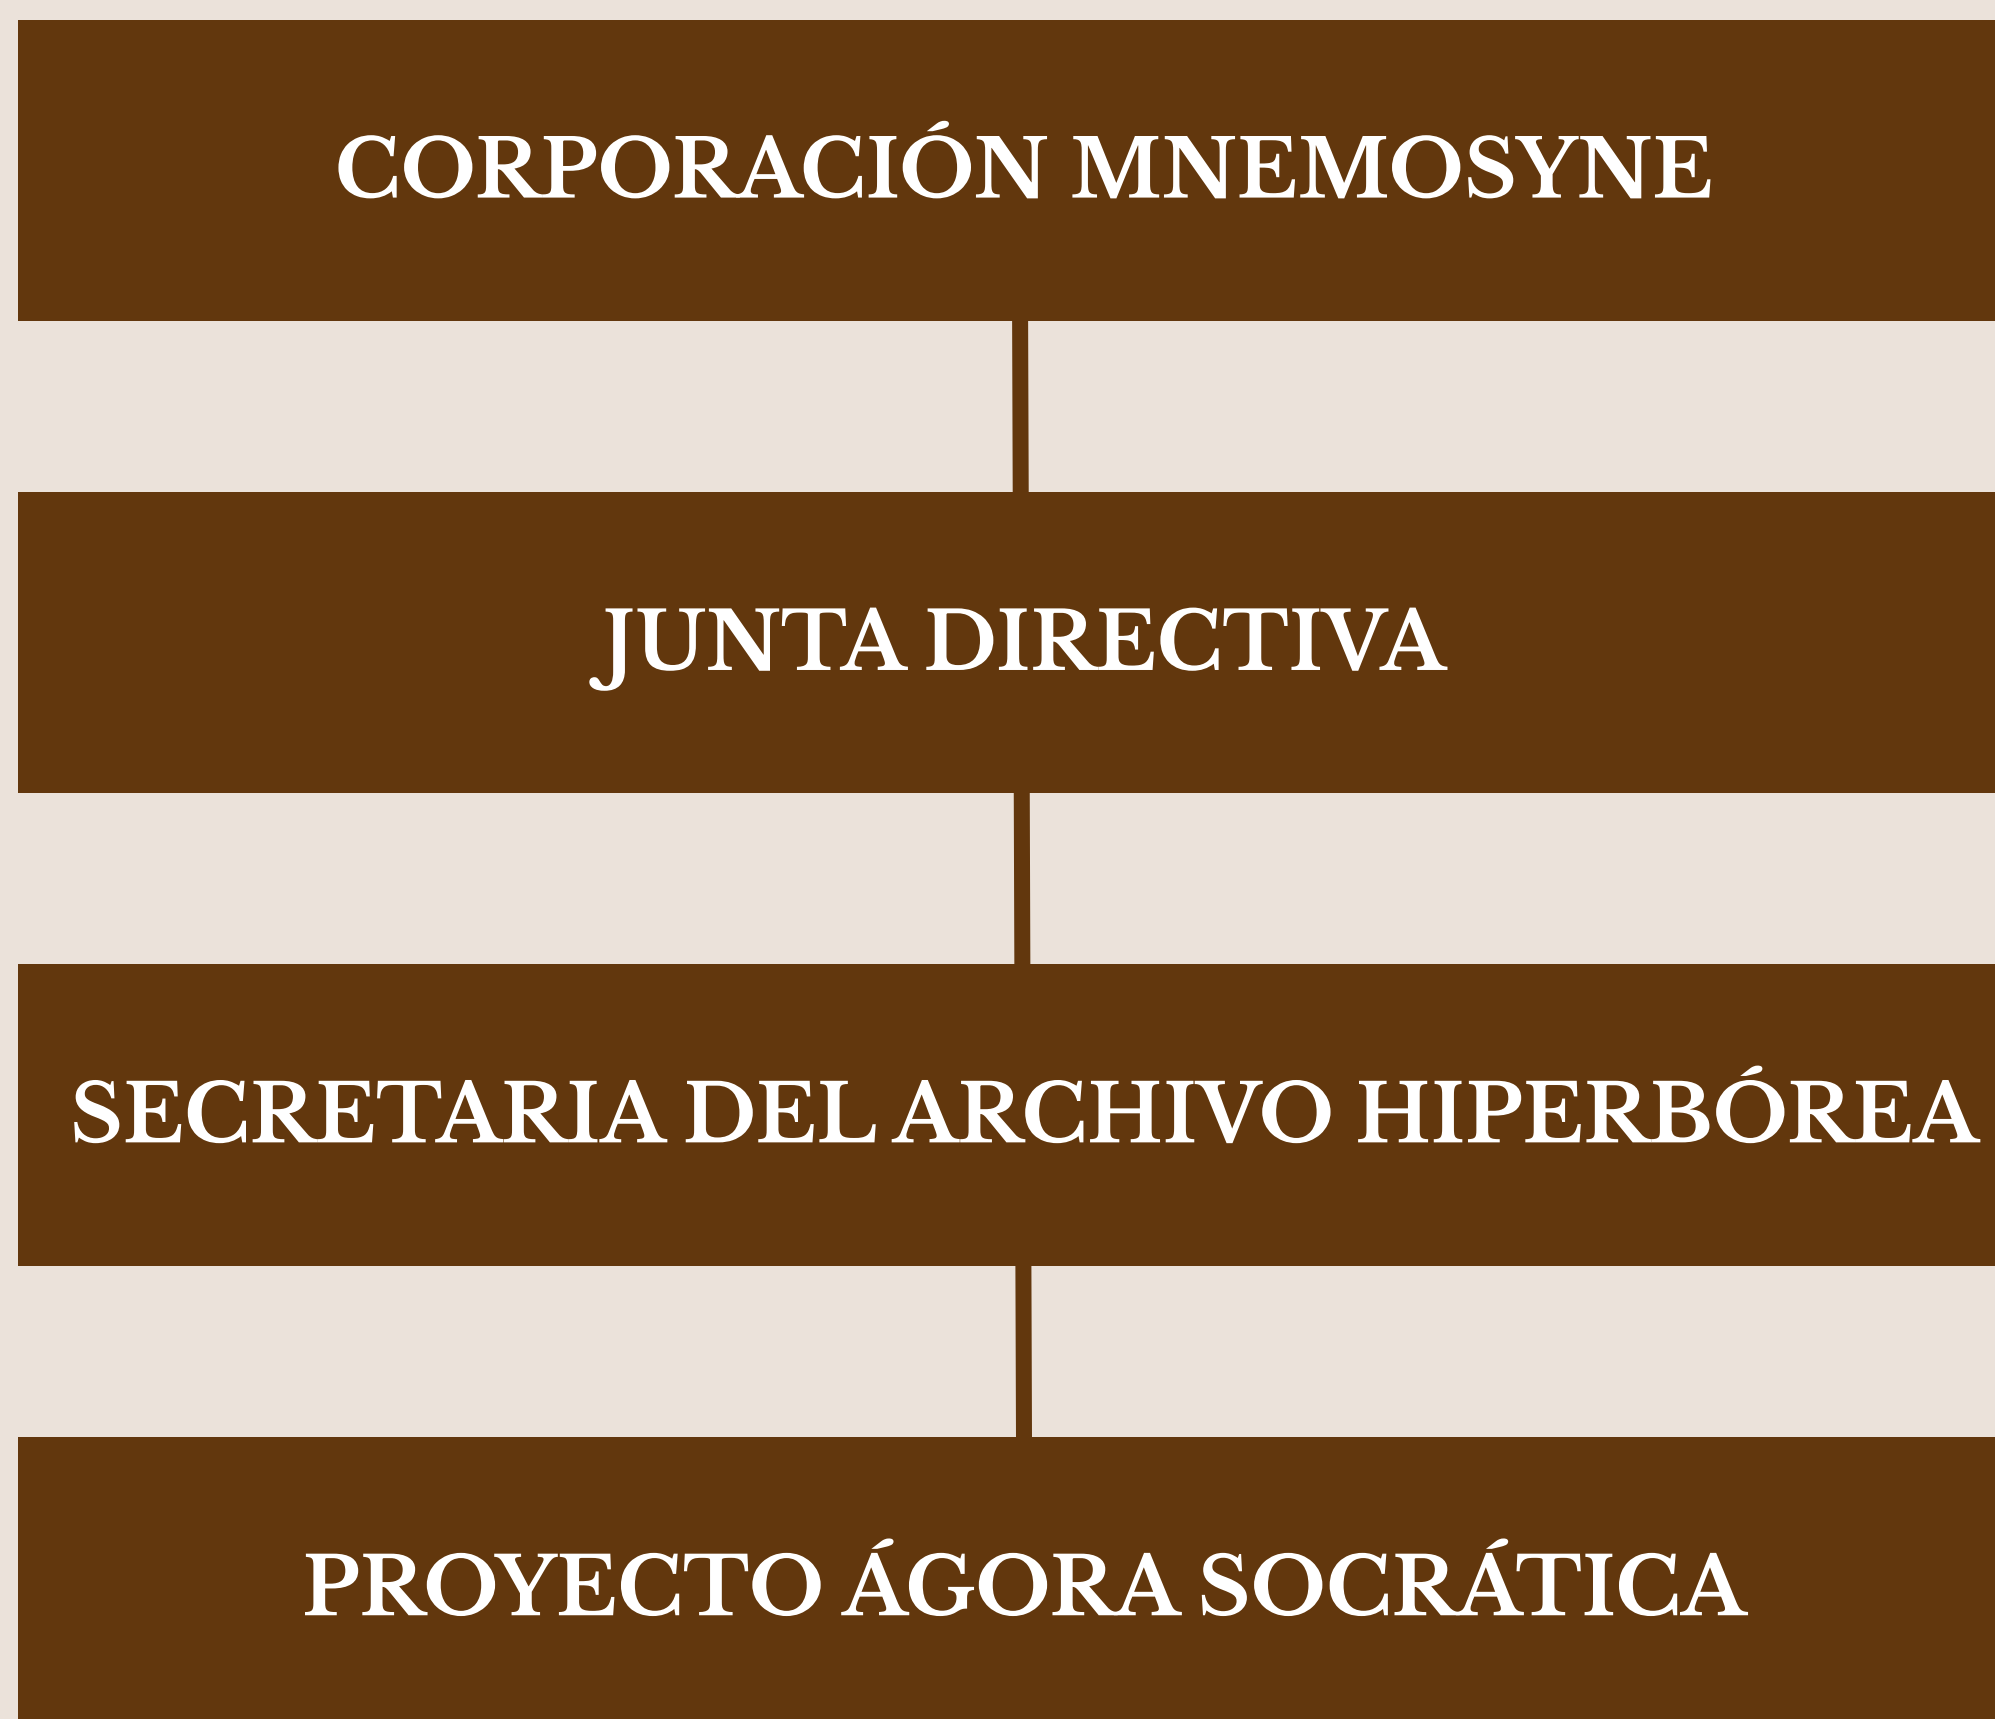 CORPORACIÓN MNEMOSYNE
JUNTA DIRECTIVA
SECRETARIA DEL ARCHIVO HIPERBÓREA
PROYECTO ÁGORA SOCRÁTICA